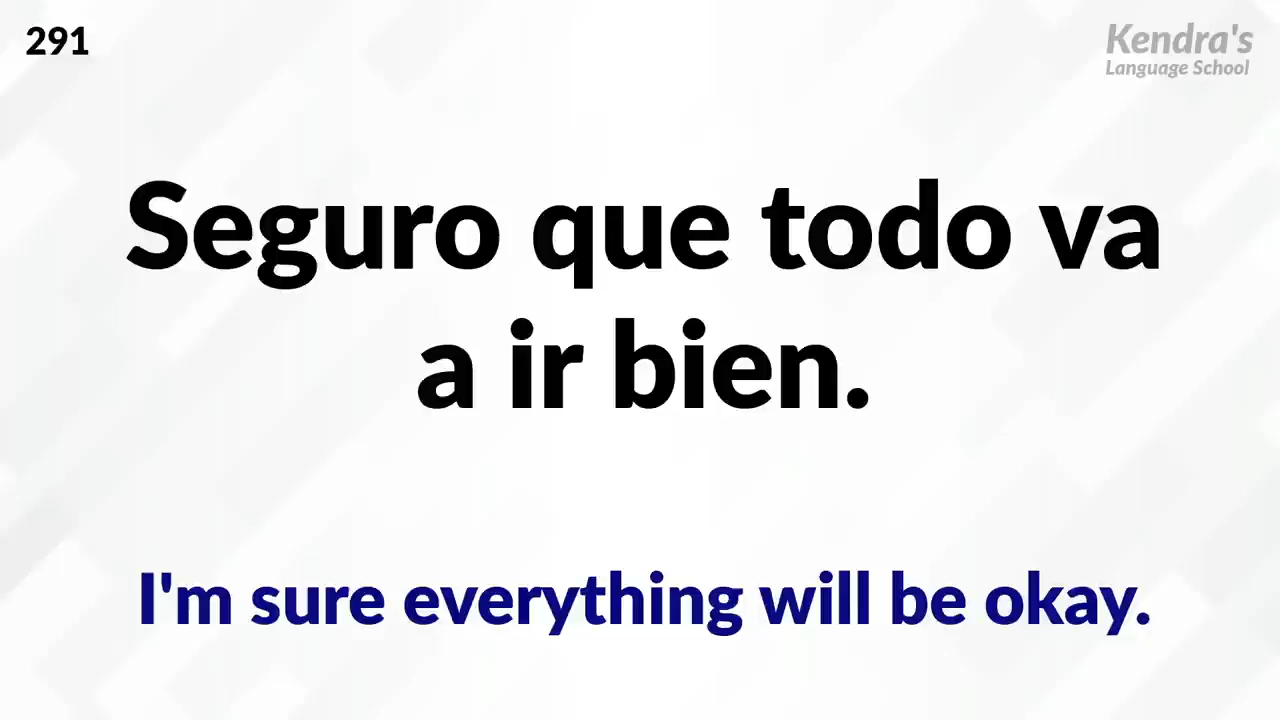 291
Kendra's
Language School
Seguro que todo va
a ir bien.
I'm sure everything will be okay.